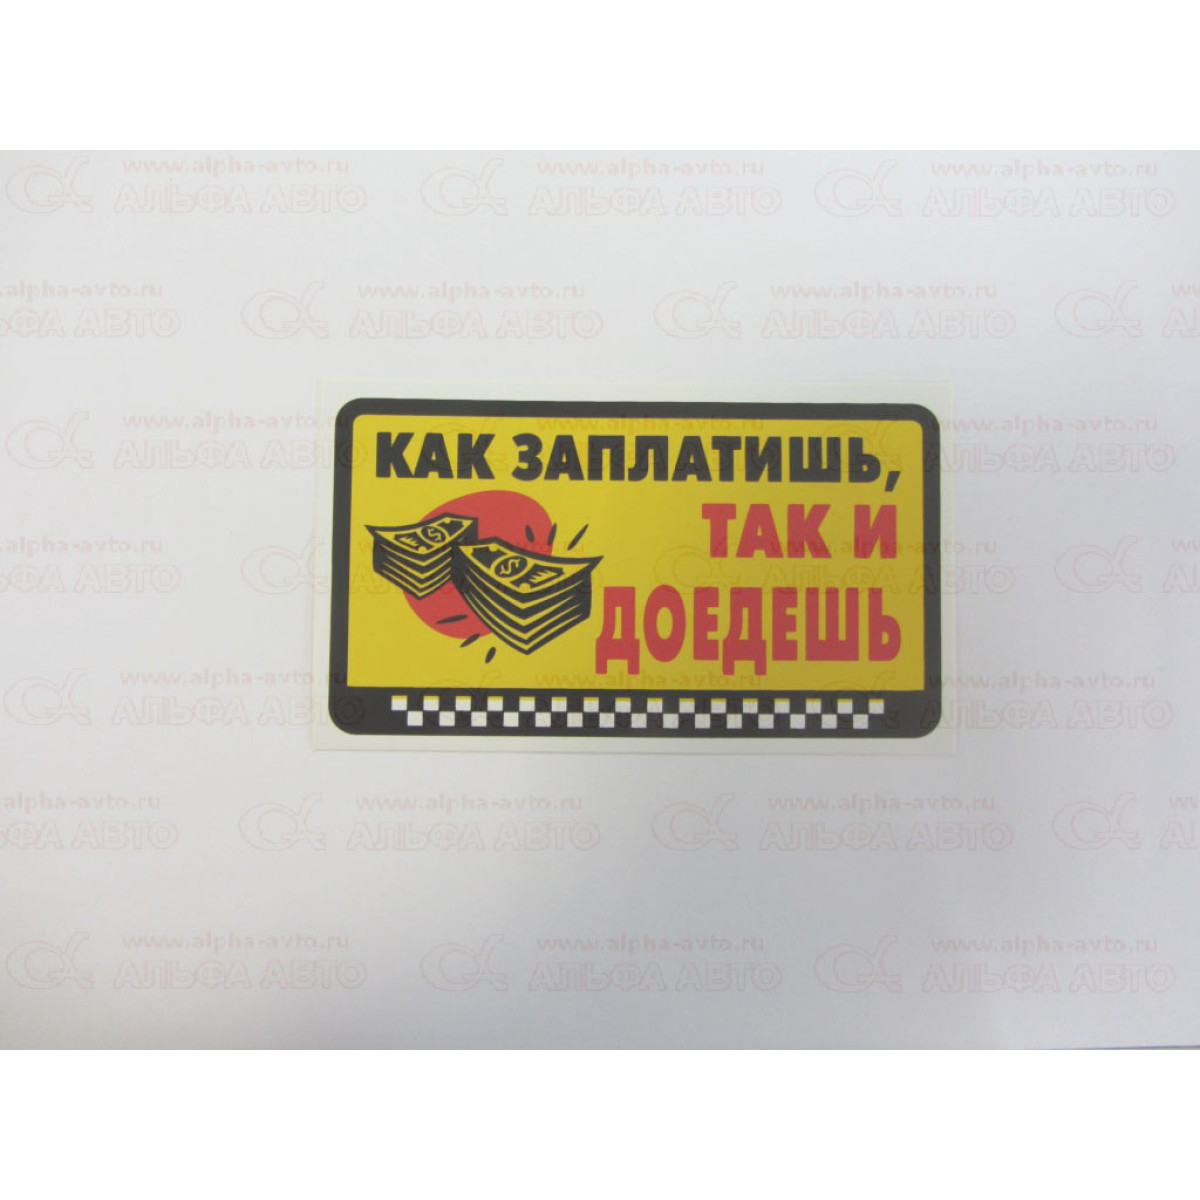 КАК ЗАПЛАТИШЬ,
ТАК И
ДОЕДЕШЬ
www.alpha-avto.ru
АЛЬФА АВТО